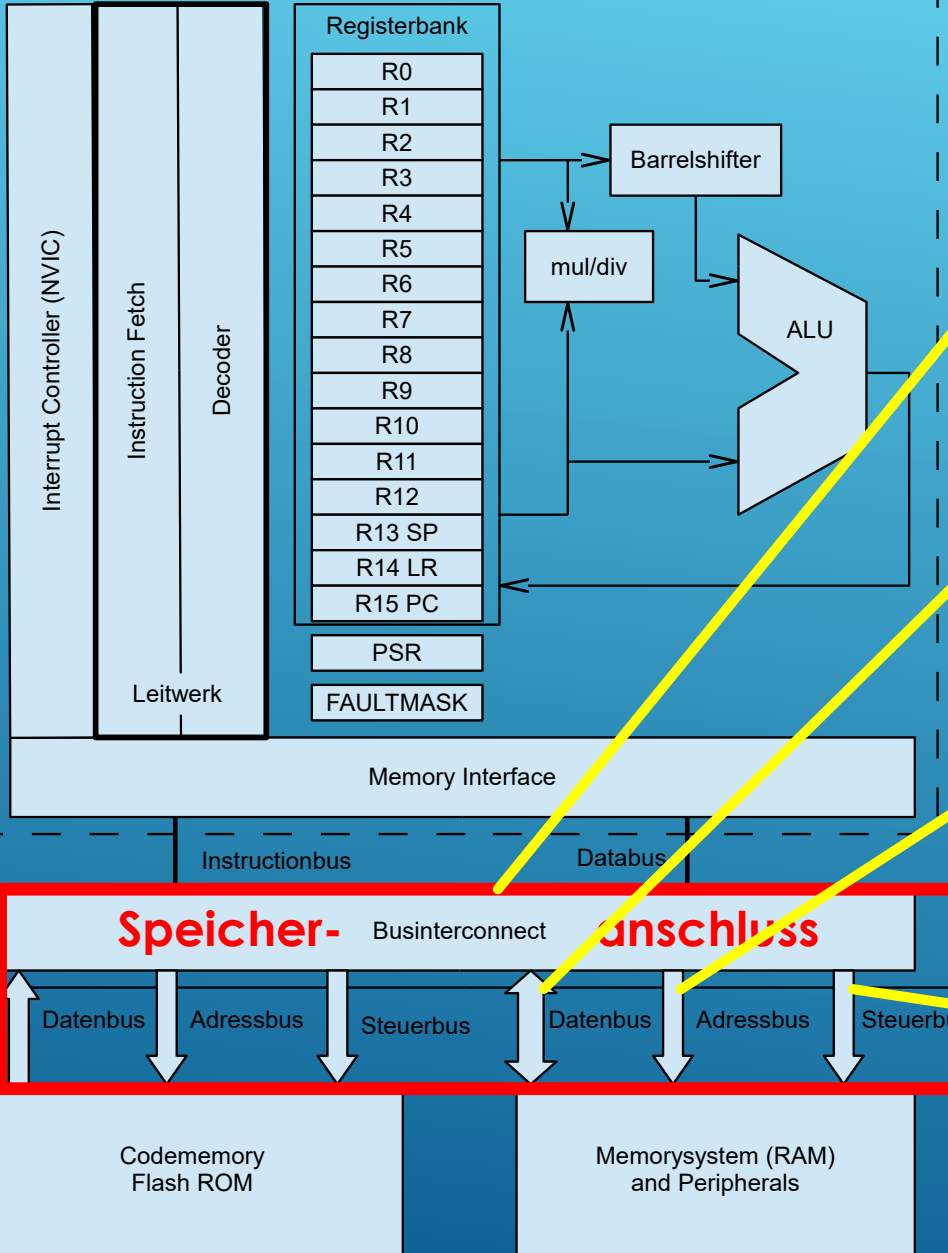 Registerbank
R0
R1
R2
R3
R4
R5
R6
R7
R8
R9
R10
R11
R12
R13 SP
R14 LR
R15 PC
PSR
FAULTMASK
Interrupt Controller (NVIC)
Instruction Fetch
Decoder
Leitwerk
Barrelshifter
mul/div
ALU
Memory Interface
Instructionbus
Databus
Speicher- Businterconnect anschluss
Datenbus Adressbus Steuerbus Datenbus Adressbus Steuerbu
Codememory
Flash ROM
Memorysystem (RAM)
and Peripherals